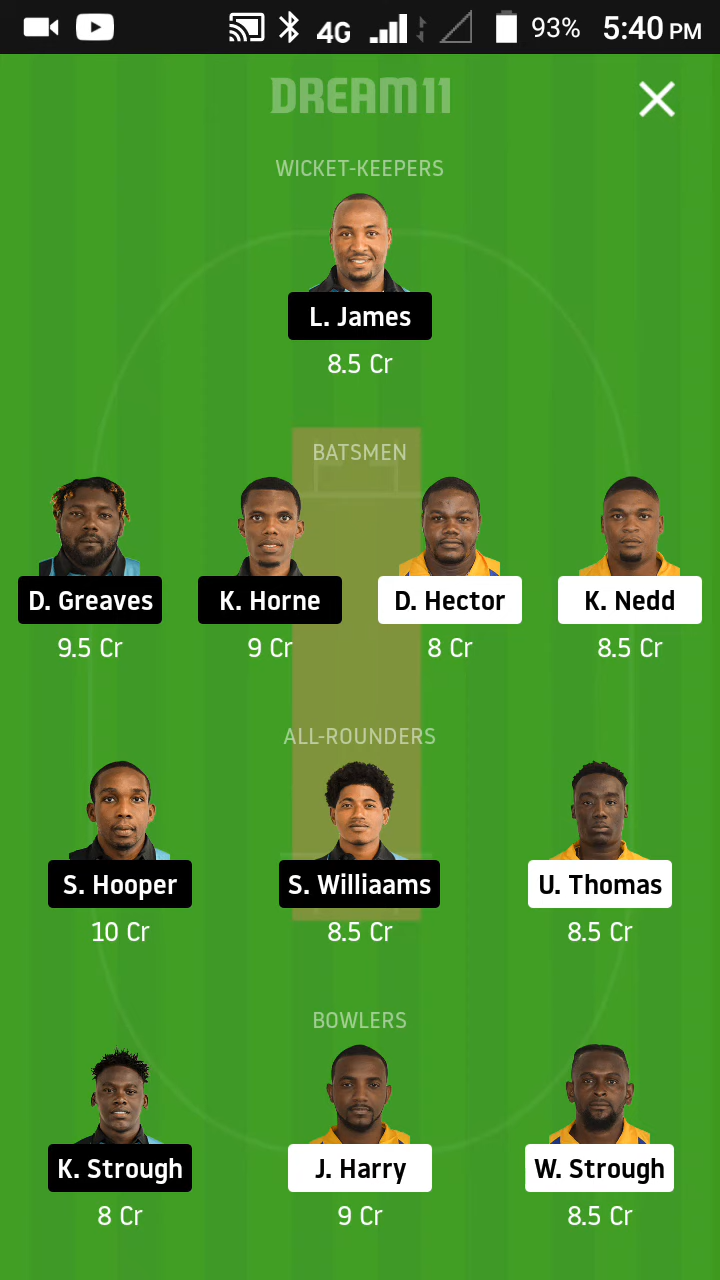 4G 93% 5:40 PM
DREAM11
WICKET-KEEPERS
L. James
8.5 Cr
BATSMEN
D. Greaves K. Horne D. Hector K. Nedd
9.5 Cr 9 Cr 8 Cr 8.5 Cr
ALL-ROUNDERS
S. Hooper S. Williaams U. Thomas
10 Cr 8.5 Cr 8.5 Cr
BOWLERS
K. Strough J. Harry W. Strough
8 Cr 9 Cr 8.5 Cr